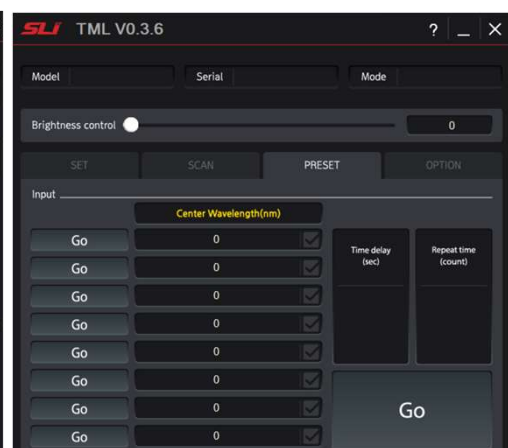 SLi TML V0.3.6 ? _ ×
Model Serial Mode
Brightness control 0
SET SCAN PRESET OPTION
Input
Center Wavelength(nm)
Go 0
Go 0
Go 0
Go 0
Go 0
Go 0
Go 0
Go 0
Time delay
(sec)
Repeat time
(count)
Go